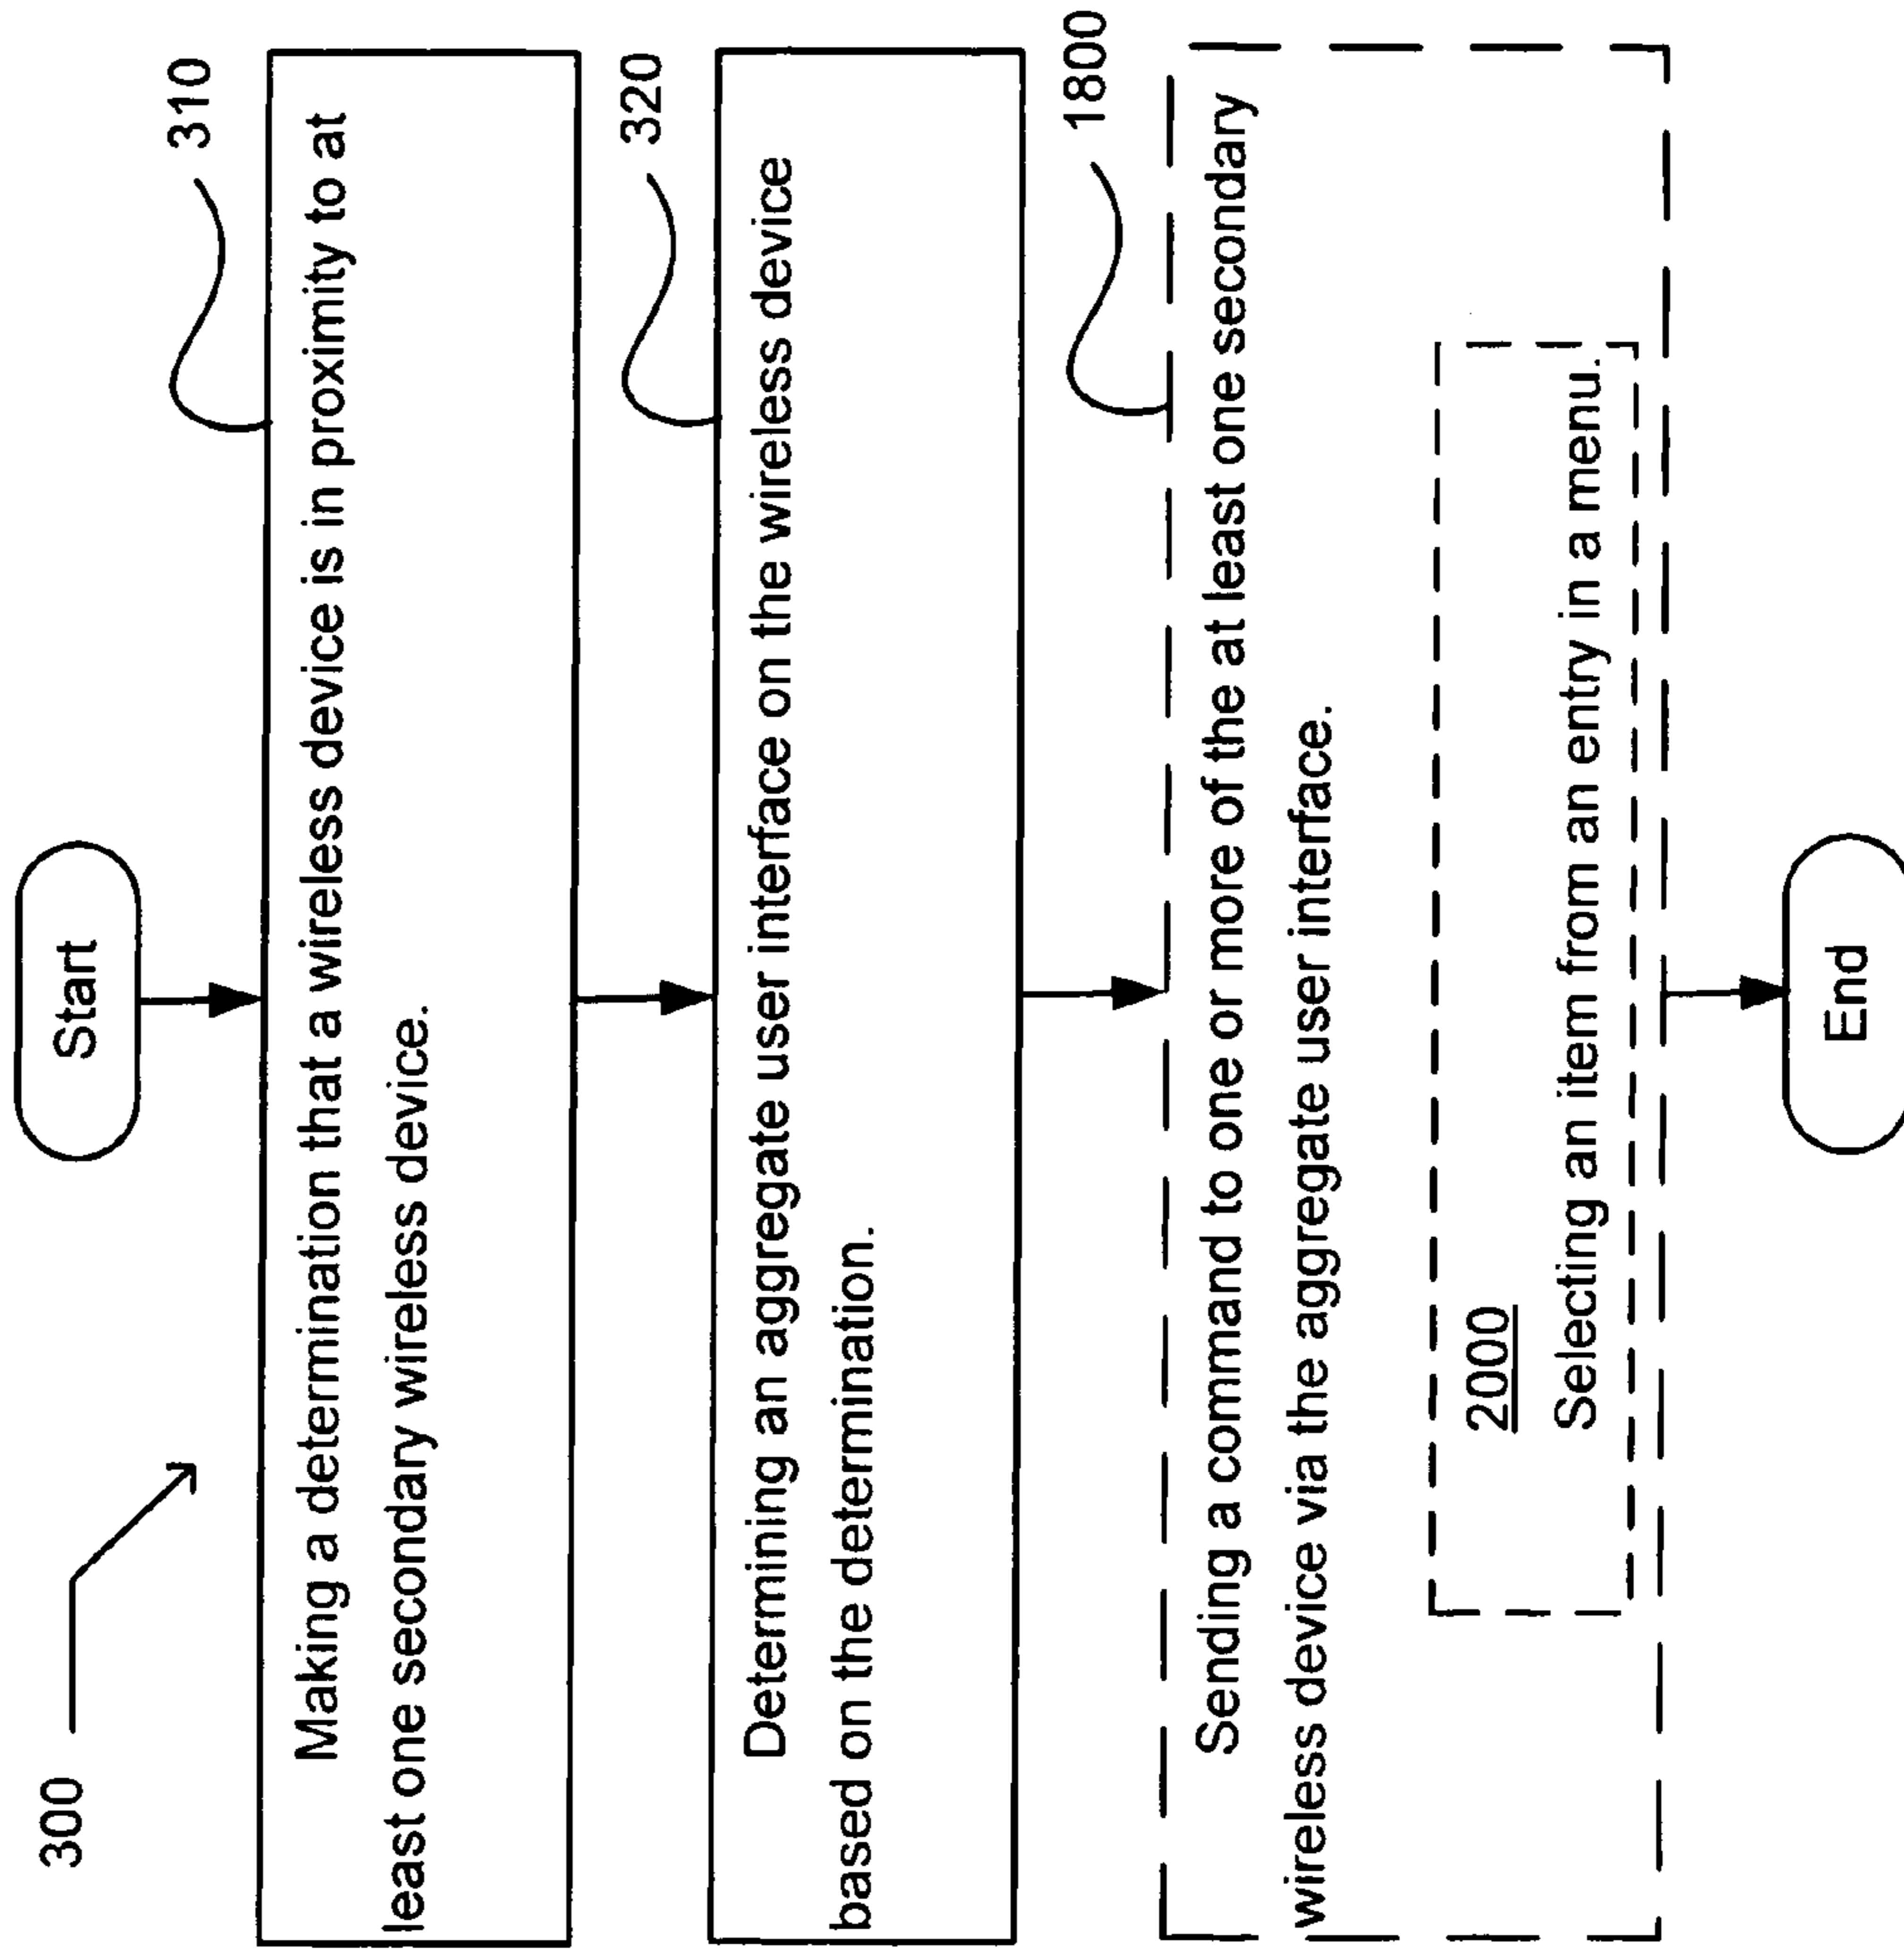 300
Start
310
Making a determination that a wireless device is in proximity to at
least one secondary wireless device.
320
Determining an aggregate user interface on the wireless device
based on the determination.
1800
Sending a command to one or more of the at least one secondary
wireless device via the aggregate user interface.
2000
Selecting an item from an entry in a menu.
End